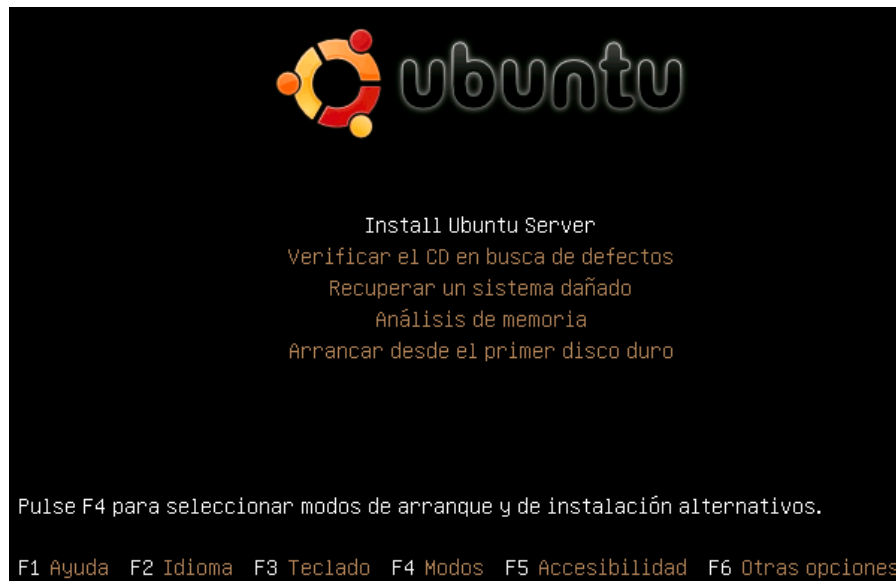 ubuntu
Install Ubuntu Server
Verificar el CD en busca de defectos
Recuperar un sistema dañado
Análisis de memoria
Arrancar desde el primer disco duro
Pulse F4 para seleccionar modos de arranque y de instalación alternativos.
F1 Ayuda F2 Idioma F3 Teclado F4 Modos F5 Accesibilidad F6 Otras opciones